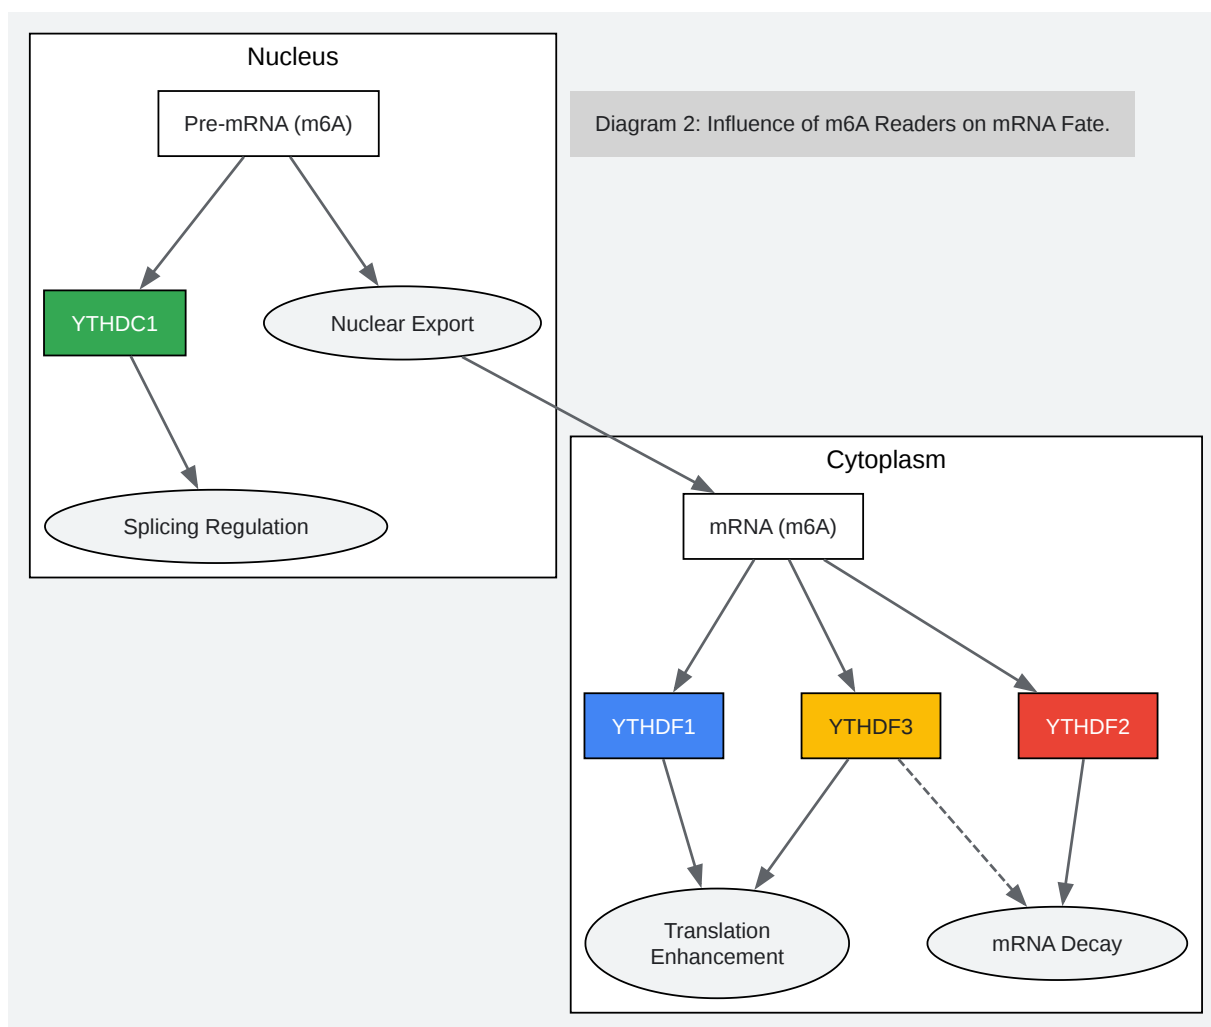 Nucleus
Pre-mRNA (m6A)
Diagram 2: Influence of m6A Readers on mRNA Fate.
YTHDC1
Nuclear Export
Splicing Regulation
Cytoplasm
mRNA (m6A)
YTHDF1
YTHDF3
YTHDF2
Translation
Enhancement
mRNA Decay